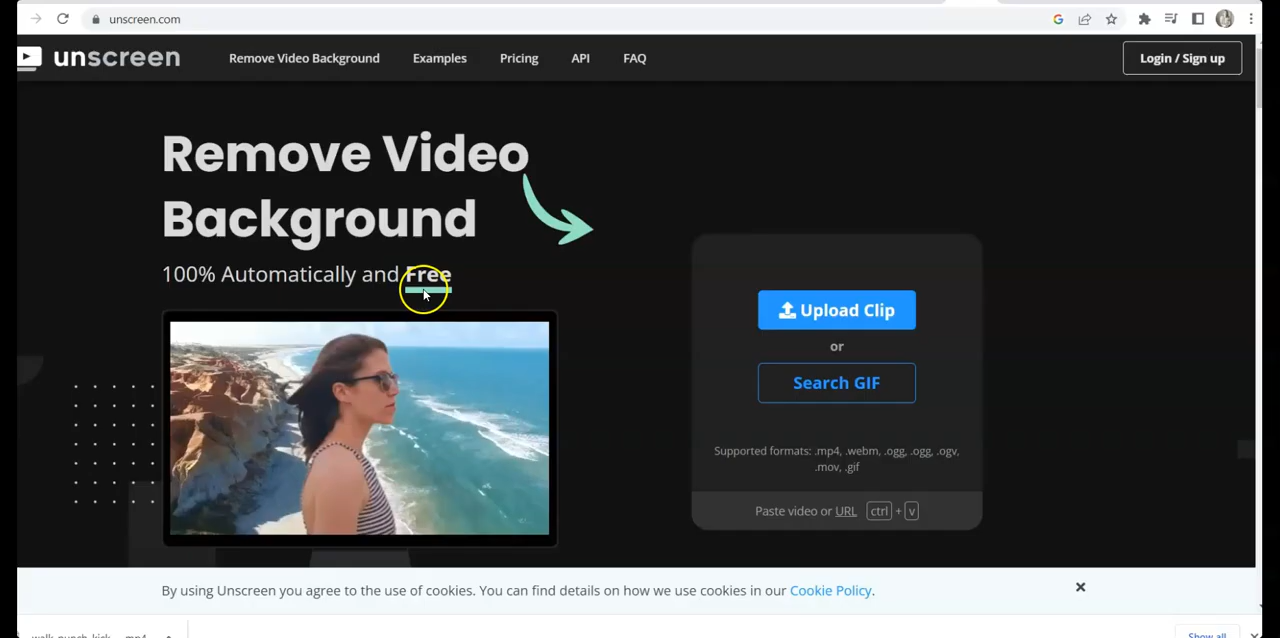 unscreen.com
unscreen
Remove Video Background
Examples
Pricing
API
FAQ
Login / Sign up
Remove Video
Background
100% Automatically and Free
Upload Clip
or
Search GIF
Supported formats: .mp4, .webm, .ogg, .ogg, .ogv,
.mov, .gif
Paste video or URL ctrl + v
By using Unscreen you agree to the use of cookies. You can find details on how we use cookies in our Cookie Policy.
walk_punch_kick_....mp4
Show all